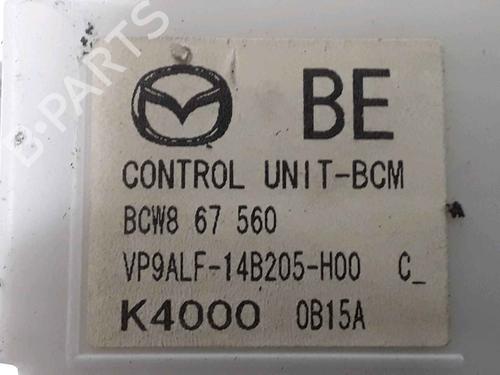 B-PARTS
BE
CONTROL UNIT-BCM
BCW8 67 560
VP9ALF-14B205-H00 C_
K4000 0B15A